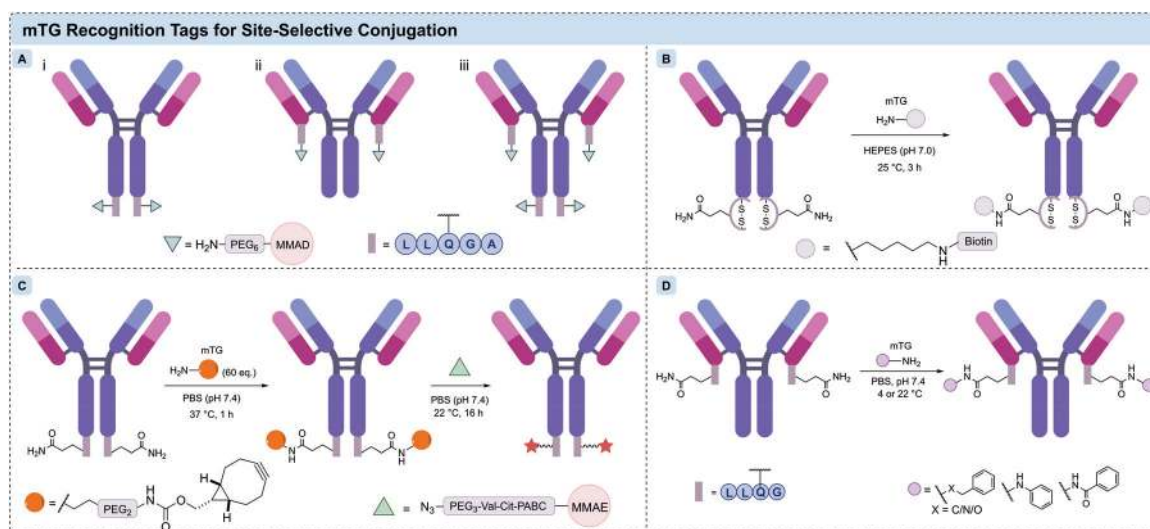 mTG Recognition Tags for Site-Selective Conjugation
A
i
ii
iii
= H₂N PEG₆ MMAD
= L L Q G A
B
mTG
H₂N
HEPES (pH 7.0)
25 °C, 3 h
H₂N O S S S S O NH₂
N H O S S S S O N H
= N H Biotin
C
mTG
H₂N (60 eq.)
PBS (pH 7.4)
37 °C, 1 h
PBS (pH 7.4)
22 °C, 16 h
H₂N O O NH₂
N H O O N H
= PEG₂ H N O O H H
= N₃ PEG₃-Val-Cit-PABC MMAE
D
mTG
NH₂
PBS, pH 7.4
4 or 22 °C
H₂N O O NH₂
H N O O N H
= L L Q G
= X H N H N O
X = C/N/O